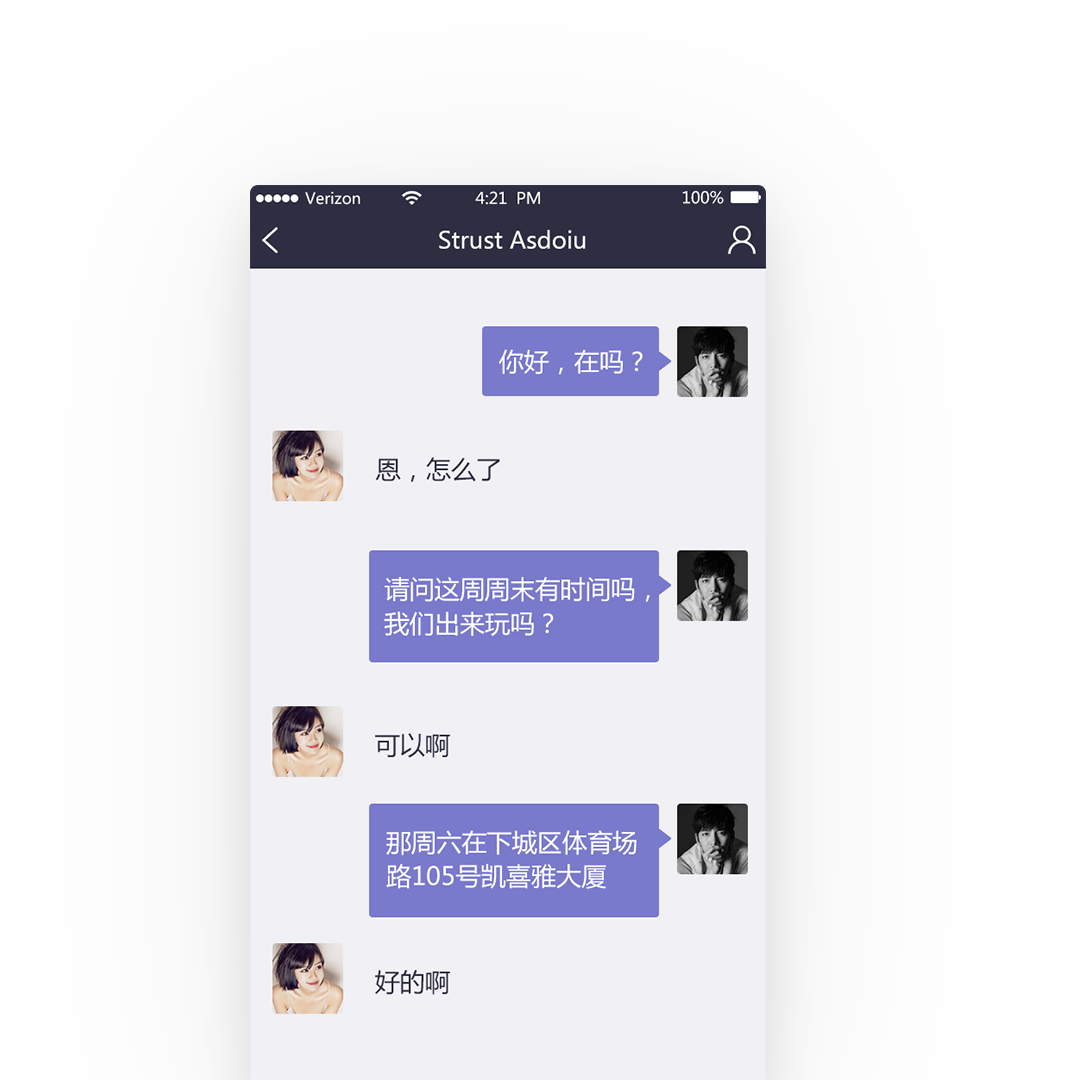 Verizon 4:21 PM 100%
Strust Asdoiu
你好，在吗？
恩，怎么了
请问这周周末有时间吗，
我们出来玩吗？
可以啊
那周六在下城区体育场
路105号凯喜雅大厦
好的啊